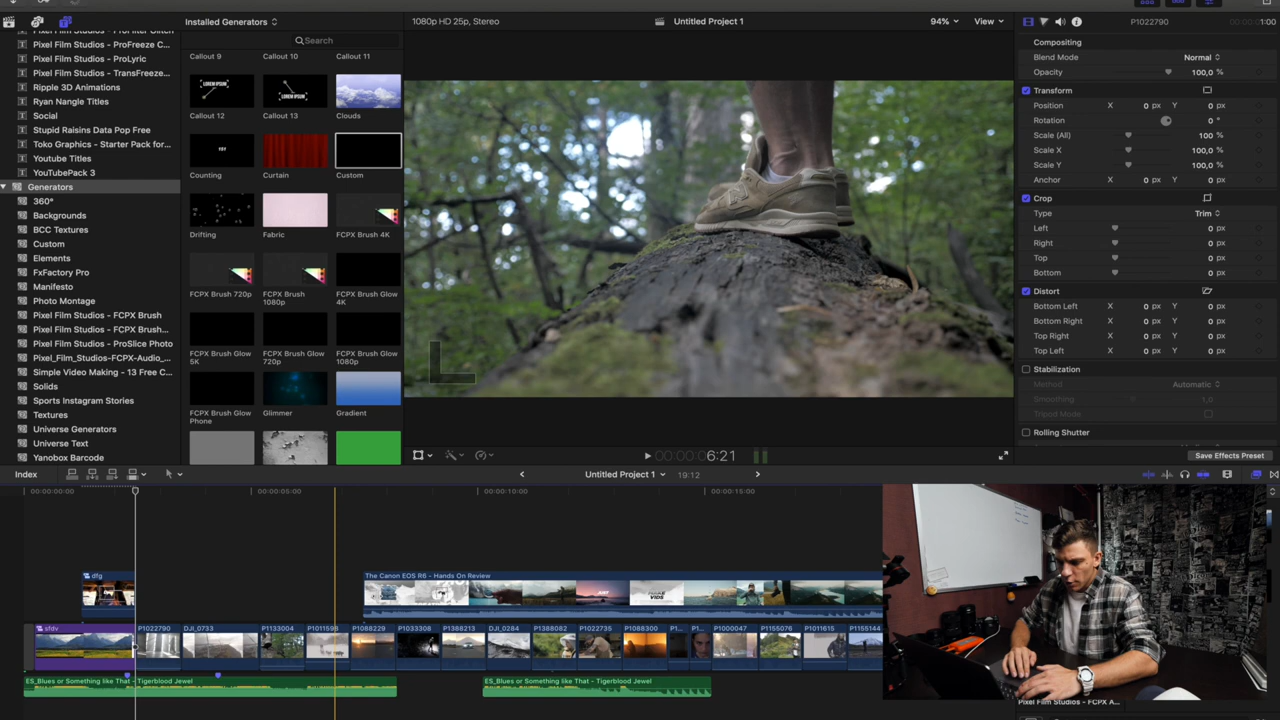 Installed Generators
1080p HD 25p, Stereo
Untitled Project 1
94%
View
P1022790
1:00
Search
Pixel Film Studios - ProFreeze C...
Pixel Film Studios - ProLyric
Pixel Film Studios - TransFreeze...
Ripple 3D Animations
Ryan Nangle Titles
Social
Stupid Raisins Data Pop Free
Toko Graphics - Starter Pack for...
Youtube Titles
YouTubePack 3
Generators
360°
Backgrounds
BCC Textures
Custom
Elements
FxFactory Pro
Manifesto
Photo Montage
Pixel Film Studios - FCPX Brush
Pixel Film Studios - FCPX Brush...
Pixel Film Studios - ProSlice Photo
Pixel_Film_Studios-FCPX-Audio_...
Simple Video Making - 13 Free C...
Solids
Sports Instagram Stories
Textures
Universe Generators
Universe Text
Yanobox Barcode
Callout 9
Callout 10
Callout 11
LOREM IPSUM
LOREM IPSUM
Callout 12
Callout 13
Clouds
Counting
Curtain
Custom
Drifting
Fabric
FCPX Brush 4K
FCPX Brush 720p
FCPX Brush 1080p
FCPX Brush Glow 4K
FCPX Brush Glow 5K
FCPX Brush Glow 720p
FCPX Brush Glow 1080p
FCPX Brush Glow Phone
Glimmer
Gradient
Compositing
Blend Mode
Normal
Opacity
100,0 %
Transform
Position
X 0 px Y 0 px
Rotation
0 °
Scale (All)
100 %
Scale X
100,0 %
Scale Y
100,0 %
Anchor
X 0 px Y 0 px
Crop
Type
Trim
Left
0 px
Right
0 px
Top
0 px
Bottom
0 px
Distort
Bottom Left
X 0 px Y 0 px
Bottom Right
X 0 px Y 0 px
Top Right
X 0 px Y 0 px
Top Left
X 0 px Y 0 px
Stabilization
Method
Automatic
Smoothing
1,0
Tripod Mode
Rolling Shutter
Save Effects Preset
00:00:00:06:21
Index
Untitled Project 1
19:12
00:00:00:00
00:00:05:00
00:00:10:00
00:00:15:00
dfg
The Canon EOS R6 - Hands On Review
sfdv
P1022790
DJI_0733
P1133004
P1011598
P1088229
P1033308
P1388213
DJI_0284
P1388082
P1022735
P1088300
P1...
P1...
P1000047
P1155076
P1011615
P1155144
ES_Blues or Something like That - Tigerblood Jewel
ES_Blues or Something like That - Tigerblood Jewel
Pixel Film Studios - FCPX A...